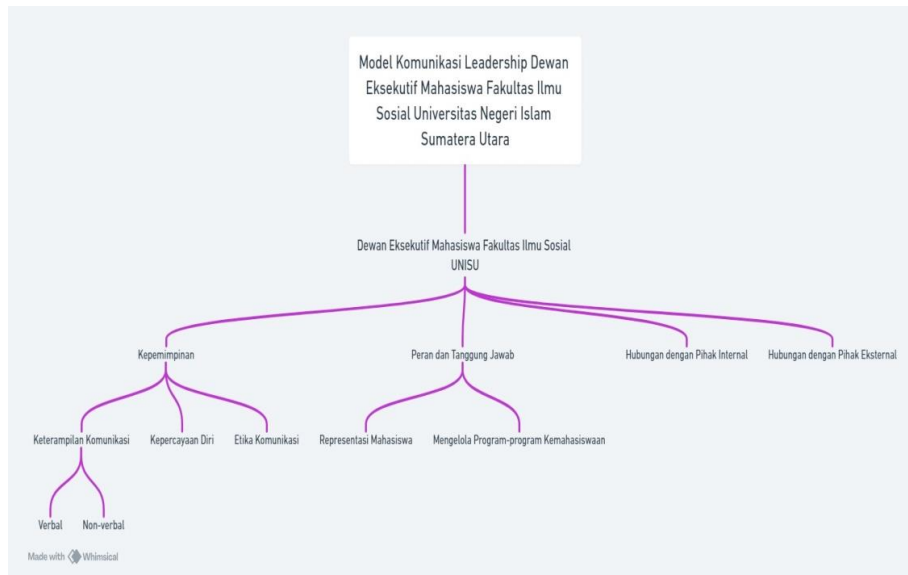 Model Komunikasi Leadership Dewan
Eksekutif Mahasiswa Fakultas Ilmu
Sosial Universitas Negeri Islam
Sumatera Utara
Dewan Eksekutif Mahasiswa Fakultas Ilmu Sosial
UNISU
Kepemimpinan
Peran dan Tanggung Jawab
Hubungan dengan Pihak Internal
Hubungan dengan Pihak Eksternal
Keterampilan Komunikasi
Kepercayaan Diri
Etika Komunikasi
Representasi Mahasiswa
Mengelola Program-program Kemahasiswaan
Verbal
Non-verbal
Made with Whimsical